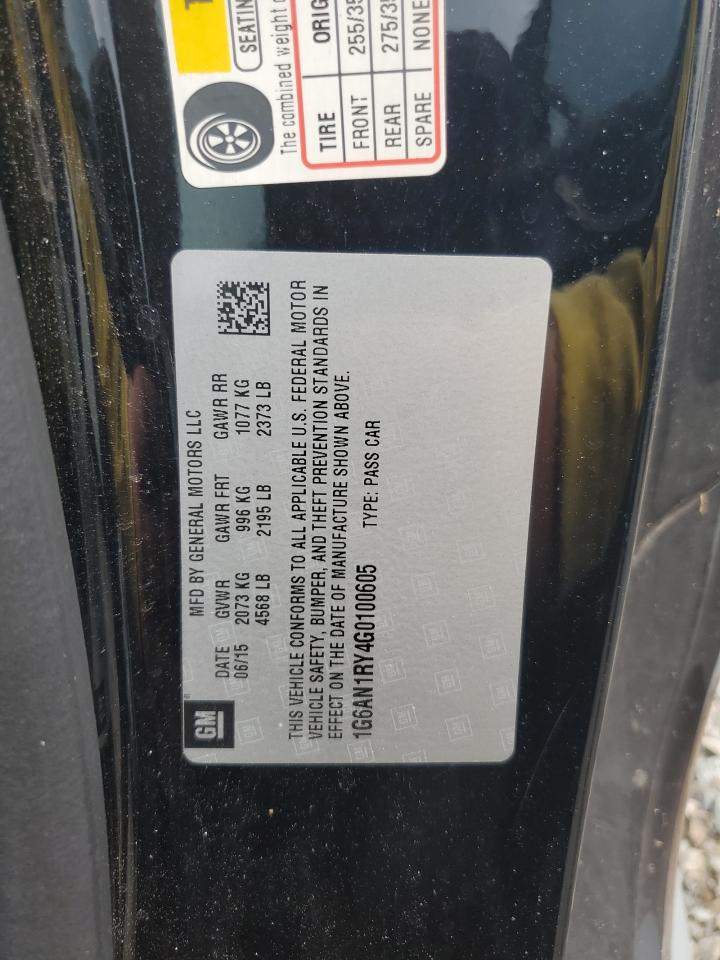 GM
MFD BY GENERAL MOTORS LLC
DATE GVWR GAWR FRT GAWR RR
06/15 2073 KG 996 KG 1077 KG
4568 LB 2195 LB 2373 LB
THIS VEHICLE CONFORMS TO ALL APPLICABLE U.S. FEDERAL MOTOR
VEHICLE SAFETY, BUMPER, AND THEFT PREVENTION STANDARDS IN
EFFECT ON THE DATE OF MANUFACTURE SHOWN ABOVE.
1G6AN1RY4G0100605 TYPE: PASS CAR
SEATIN
The combined weight
TIRE ORIG
FRONT 255/35
REAR 275/35
SPARE NONE